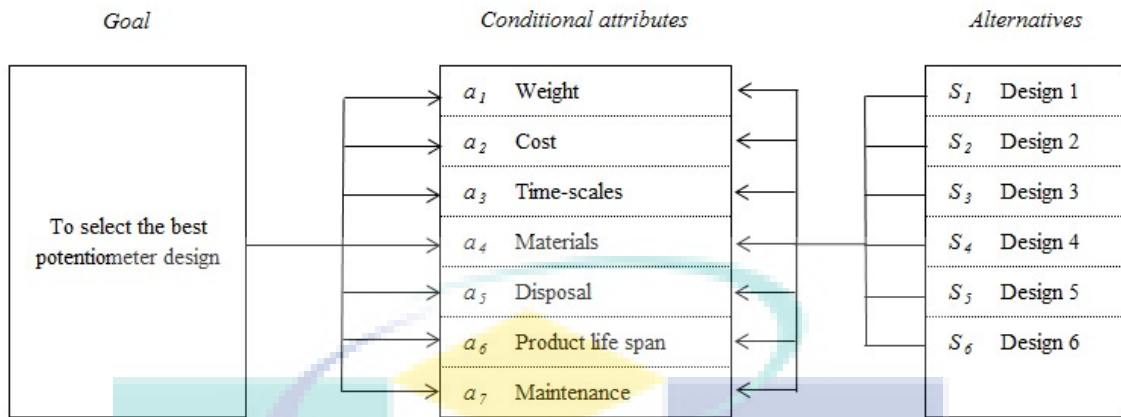 Goal
Conditional attributes
Alternatives
To select the best
potentiometer design
a1 Weight
a2 Cost
a3 Time-scales
a4 Materials
a5 Disposal
a6 Product life span
a7 Maintenance
S1 Design 1
S2 Design 2
S3 Design 3
S4 Design 4
S5 Design 5
S6 Design 6